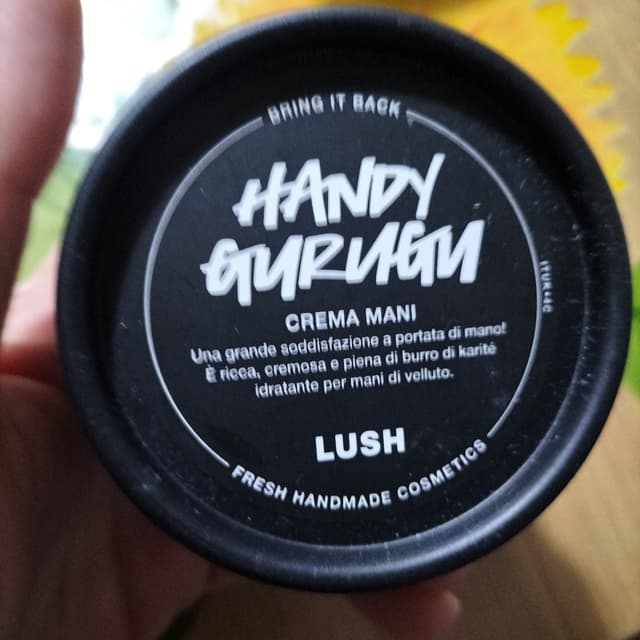 BRING IT BACK
HANDY
GURUGU
CREMA MANI
Una grande soddisfazione a portata di mano!
È ricca, cremosa e piena di burro di karité
idratante per mani di velluto.
LUSH
FRESH HANDMADE COSMETICS